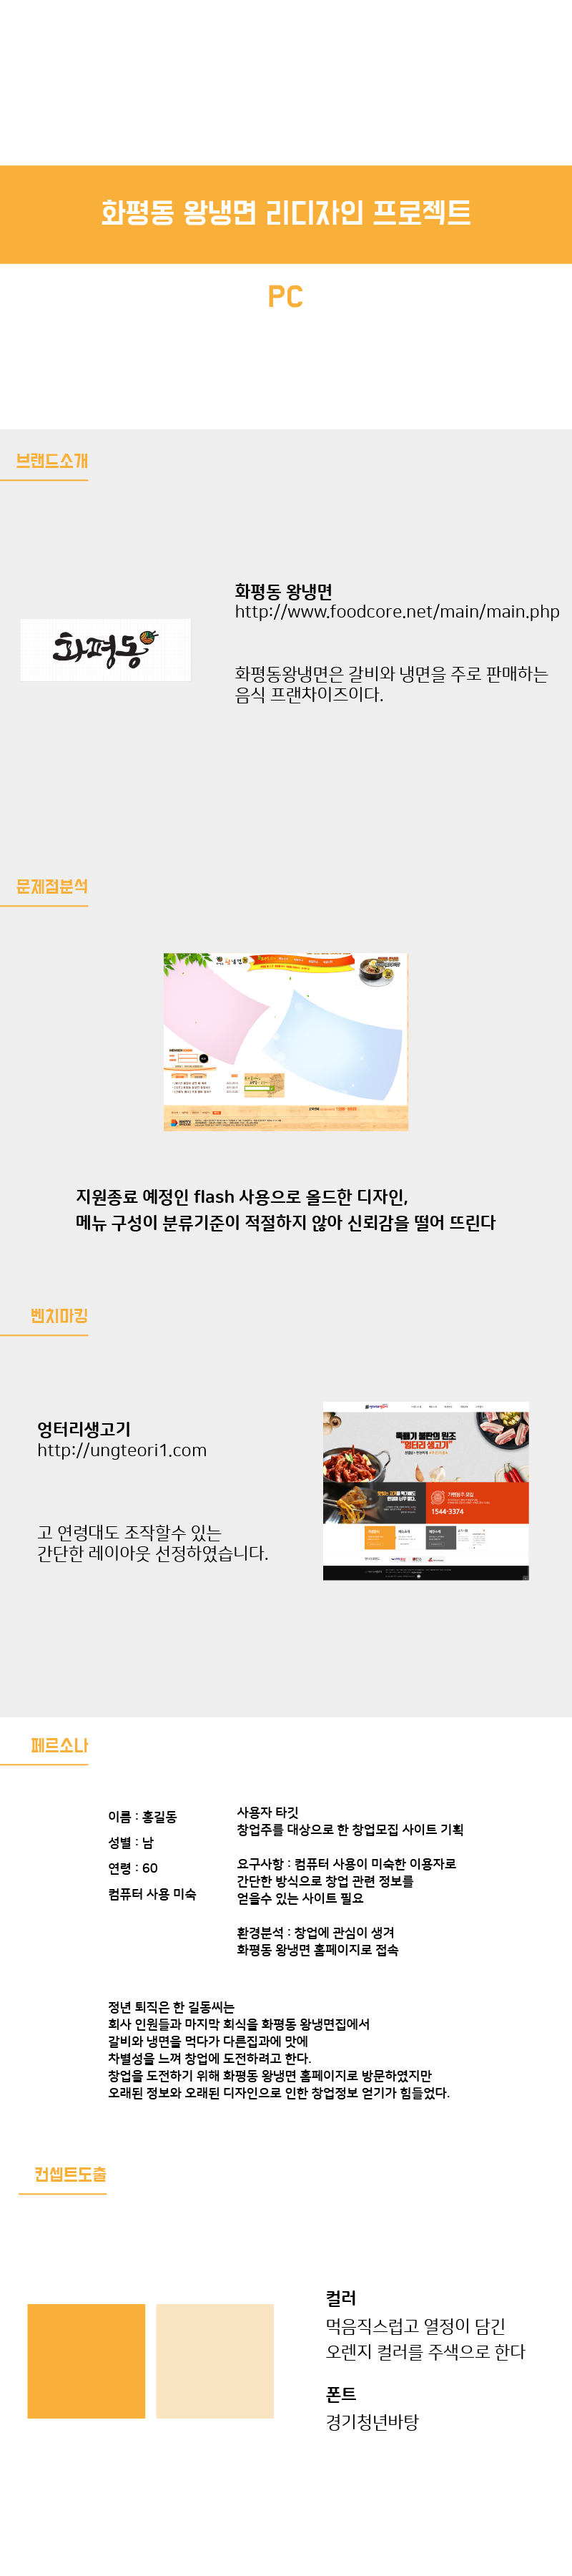 화평동 왕냉면 리디자인 프로젝트
PC
브랜드소개
화평동
화평동 왕냉면
http://www.foodcore.net/main/main.php
화평동왕냉면은 갈비와 냉면을 주로 판매하는
음식 프랜차이즈이다.
문제점분석
지원종료 예정인 flash 사용으로 올드한 디자인,
메뉴 구성이 분류기준이 적절하지 않아 신뢰감을 떨어 뜨린다
벤치마킹
엉터리생고기
http://ungteori1.com
고 연령대도 조작할수 있는
간단한 레이아웃 선정하였습니다.
뚝배기 불판의 원조
"엉터리 생고기"
1544-3374
페르소나
이름 : 홍길동
성별 : 남
연령 : 60
컴퓨터 사용 미숙
사용자 타깃
창업주를 대상으로 한 창업모집 사이트 기획
요구사항 : 컴퓨터 사용이 미숙한 이용자로
간단한 방식으로 창업 관련 정보를
얻을수 있는 사이트 필요
환경분석 : 창업에 관심이 생겨
화평동 왕냉면 홈페이지로 접속
정년 퇴직은 한 길동씨는
회사 인원들과 마지막 회식을 화평동 왕냉면집에서
갈비와 냉면을 먹다가 다른집과에 맛에
차별성을 느껴 창업에 도전하려고 한다.
창업을 도전하기 위해 화평동 왕냉면 홈페이지로 방문하였지만
오래된 정보와 오래된 디자인으로 인한 창업정보 얻기가 힘들었다.
컨셉트도출
컬러
먹음직스럽고 열정이 담긴
오렌지 컬러를 주색으로 한다
폰트
경기청년바탕